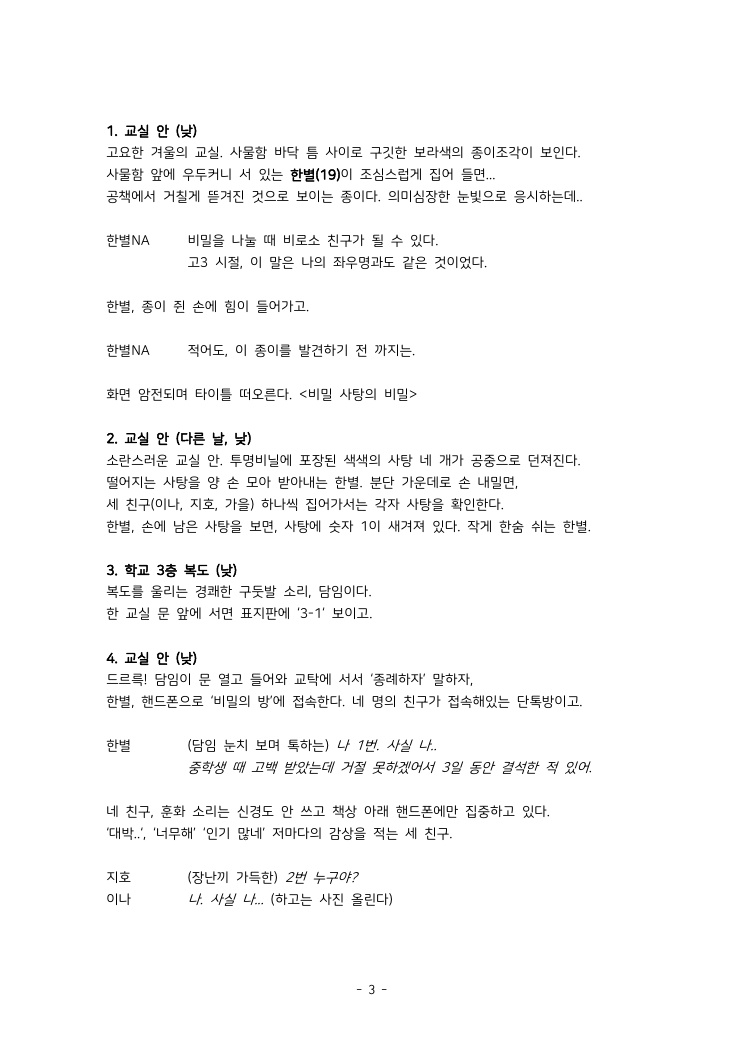 1. 교실 안 (낮)
고요한 겨울의 교실. 사물함 바닥 틈 사이로 구깃한 보라색의 종이조각이 보인다.
사물함 앞에 우두커니 서 있는 한별(19)이 조심스럽게 집어 들면...
공책에서 거칠게 뜯겨진 것으로 보이는 종이다. 의미심장한 눈빛으로 응시하는데..
한별NA 비밀을 나눌 때 비로소 친구가 될 수 있다.
고3 시절, 이 말은 나의 좌우명과도 같은 것이었다.
한별, 종이 쥔 손에 힘이 들어가고.
한별NA 적어도, 이 종이를 발견하기 전 까지는.
화면 암전되며 타이틀 떠오른다. <비밀 사탕의 비밀>
2. 교실 안 (다른 날, 낮)
소란스러운 교실 안. 투명비닐에 포장된 색색의 사탕 네 개가 공중으로 던져진다.
떨어지는 사탕을 양 손 모아 받아내는 한별. 분단 가운데로 손 내밀면,
세 친구(이나, 지호, 가을) 하나씩 집어가서는 각자 사탕을 확인한다.
한별, 손에 남은 사탕을 보면, 사탕에 숫자 1이 새겨져 있다. 작게 한숨 쉬는 한별.
3. 학교 3층 복도 (낮)
복도를 울리는 경쾌한 구둣발 소리, 담임이다.
한 교실 문 앞에 서면 표지판에 '3-1' 보이고.
4. 교실 안 (낮)
드르륵! 담임이 문 열고 들어와 교탁에 서서 '종례하자' 말하자,
한별, 핸드폰으로 '비밀의 방'에 접속한다. 네 명의 친구가 접속해있는 단톡방이고.
한별 (담임 눈치 보며 톡하는) 나 1번. 사실 나..
중학생 때 고백 받았는데 거절 못하겠어서 3일 동안 결석한 적 있어.
네 친구, 훈화 소리는 신경도 안 쓰고 책상 아래 핸드폰에만 집중하고 있다.
'대박..', '너무해' '인기 많네' 저마다의 감상을 적는 세 친구.
지호 (장난끼 가득한) 2번 누구야?
이나 나. 사실 나... (하고는 사진 올린다)
- 3 -